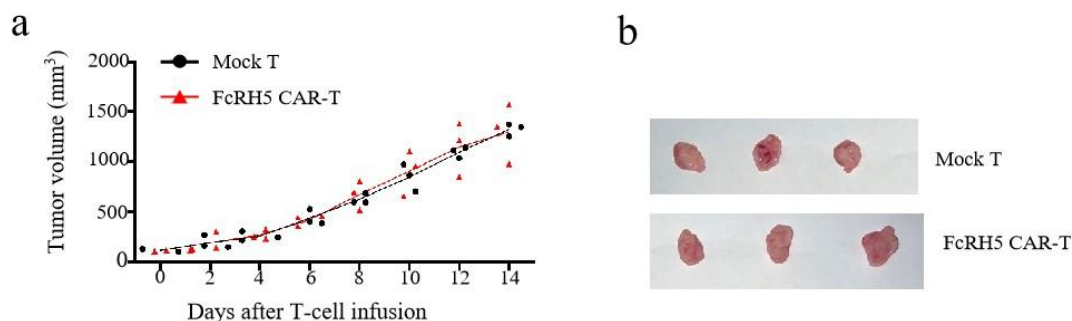 a
Tumor volume (mm³)
2000
1500
1000
500
0
Mock T
FcRH5 CAR-T
0 2 4 6 8 10 12 14
Days after T-cell infusion
b
Mock T
FcRH5 CAR-T